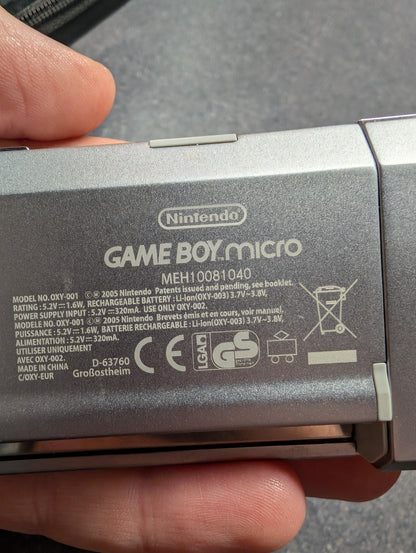 Nintendo
GAME BOY micro
MEH10081040
MODEL NO. OXY-001 ©℗ 2005 Nintendo Patents issued and pending, see booklet.
RATING : 5.2V⎓1.6W, RECHARGEABLE BATTERY : Li-ion(OXY-003) 3.7V⎓3.8V,
POWER SUPPLY INPUT : 5.2V⎓320mA. USE ONLY OXY-002.
MODELE NO. OXY-001 ©℗ 2005 Nintendo Brevets émis et en cours, voir manuel.
PUISSANCE : 5.2V⎓1.6W, BATTERIE RECHARGEABLE : Li-ion(OXY-003) 3.7V⎓3.8V,
ALIMENTATION : 5.2V⎓320mA.
UTILISER UNIQUEMENT
AVEC OXY-002.
MADE IN CHINA
C/OXY-EUR
D-63760
Großostheim
CE
LGA
GS